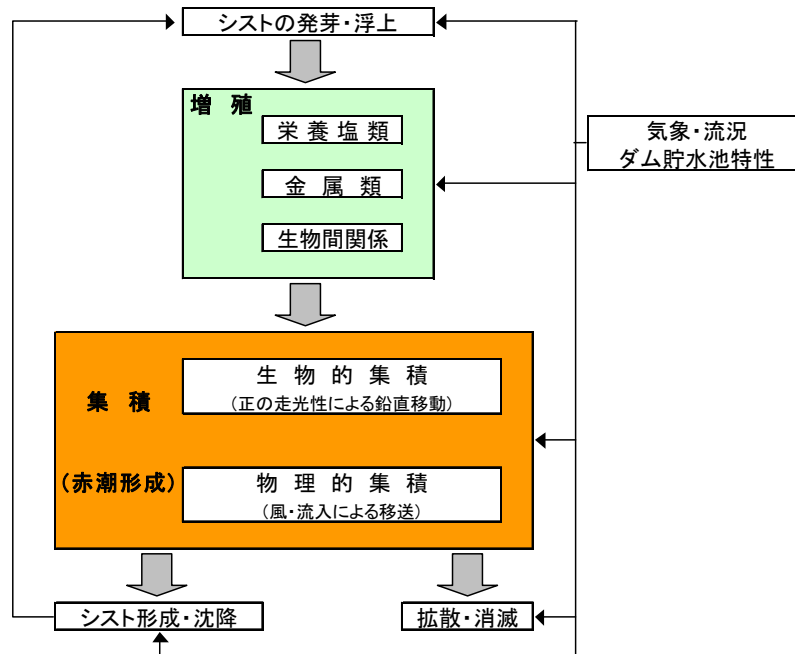 シストの発芽・浮上
増 殖
栄 養 塩 類
金 属 類
生物間関係
気象・流況
ダム貯水池特性
集 積
(赤潮形成)
生 物 的 集 積
(正の走光性による鉛直移動)
物 理 的 集 積
(風・流入による移送)
シスト形成・沈降
拡散・消滅